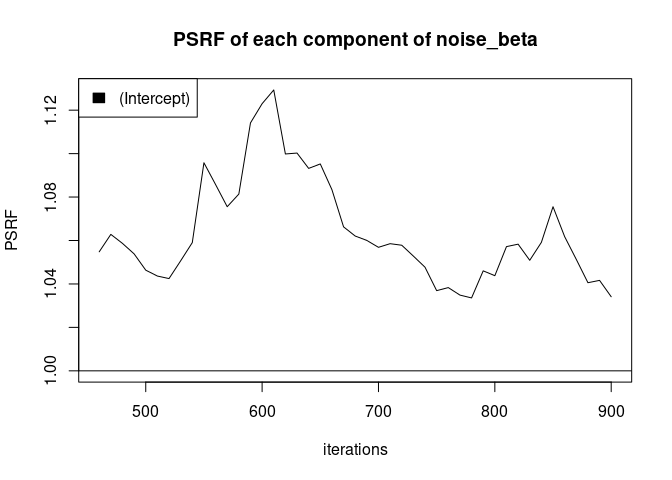 PSRF of each component of noise_beta
(Intercept)
PSRF
1.12
1.08
1.04
1.00
500 600 700 800 900
iterations